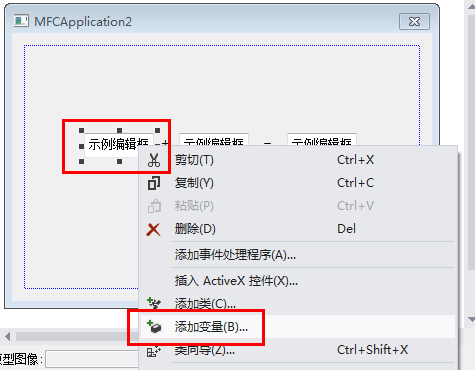 MFCApplication2
示例编辑框 + 示例编辑框 = 示例编辑框
剪切(T) Ctrl+X
复制(Y) Ctrl+C
粘贴(P) Ctrl+V
删除(D) Del
添加事件处理程序(A)...
插入 ActiveX 控件(X)...
添加类(C)...
添加变量(B)...
类向导(Z)... Ctrl+Shift+X
型图像: